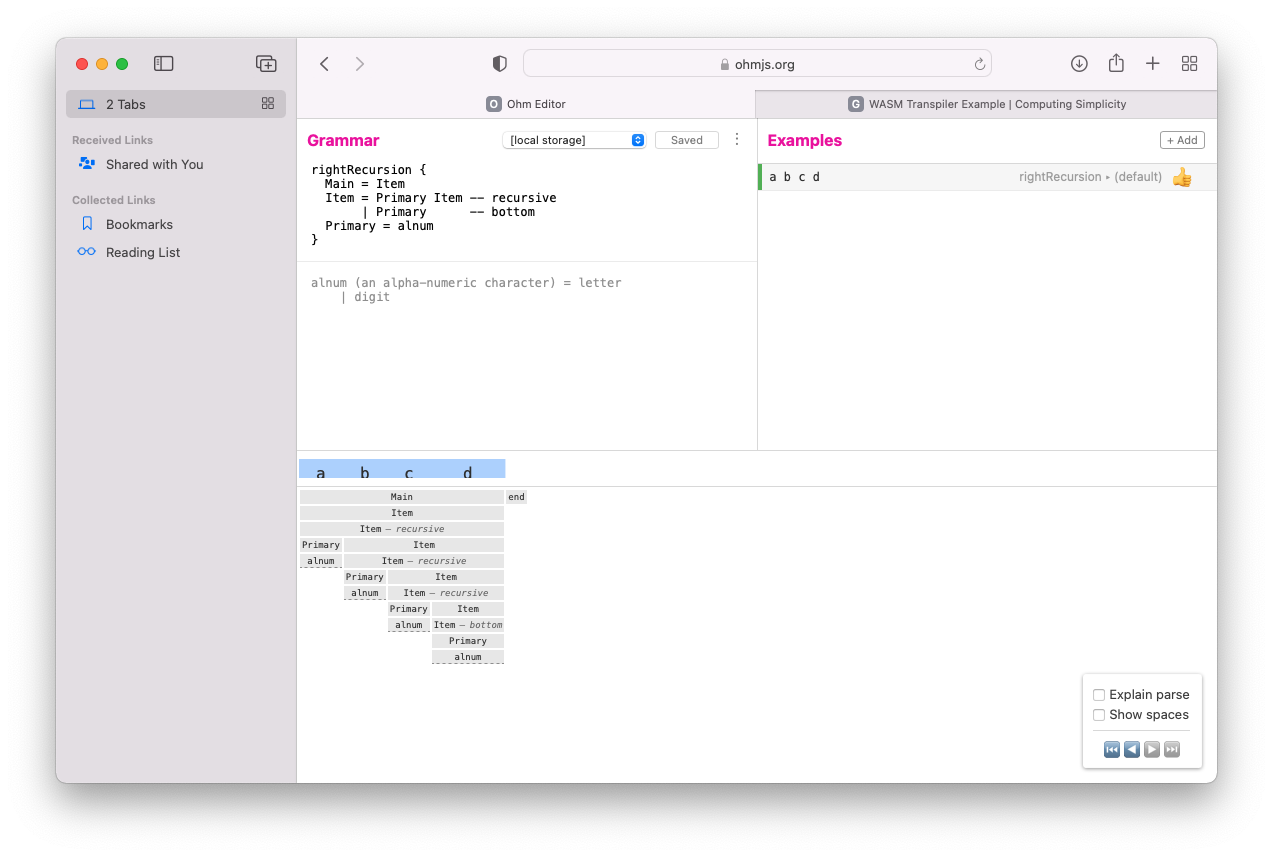 ohmjs.org
2 Tabs
O Ohm Editor
G WASM Transpiler Example | Computing Simplicity
Received Links
Shared with You
Collected Links
Bookmarks
Reading List
Grammar
[local storage]
Saved
rightRecursion {
  Main = Item
  Item = Primary Item -- recursive
       | Primary      -- bottom
  Primary = alnum
}
alnum (an alpha-numeric character) = letter
    | digit
Examples
+ Add
a b c d
rightRecursion ▸ (default)
a b c d
Main end
Item
Item – recursive
Primary Item
alnum Item – recursive
Primary Item
alnum Item – recursive
Primary Item
alnum Item – bottom
Primary
alnum
Explain parse
Show spaces